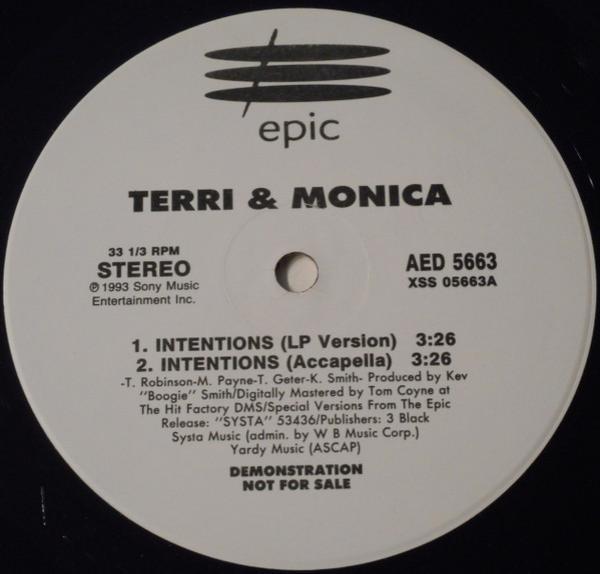 epic
TERRI & MONICA
33 1/3 RPM
STEREO
℗ 1993 Sony Music
Entertainment Inc.
AED 5663
XSS 05663A
1. INTENTIONS (LP Version) 3:26
2. INTENTIONS (Accapella) 3:26
-T. Robinson-M. Payne-T. Geter-K. Smith- Produced by Kev
"Boogie" Smith/Digitally Mastered by Tom Coyne at
The Hit Factory DMS/Special Versions From The Epic
Release: "SYSTA" 53436/Publishers: 3 Black
Systa Music (admin. by W B Music Corp.)
Yardy Music (ASCAP)
DEMONSTRATION
NOT FOR SALE